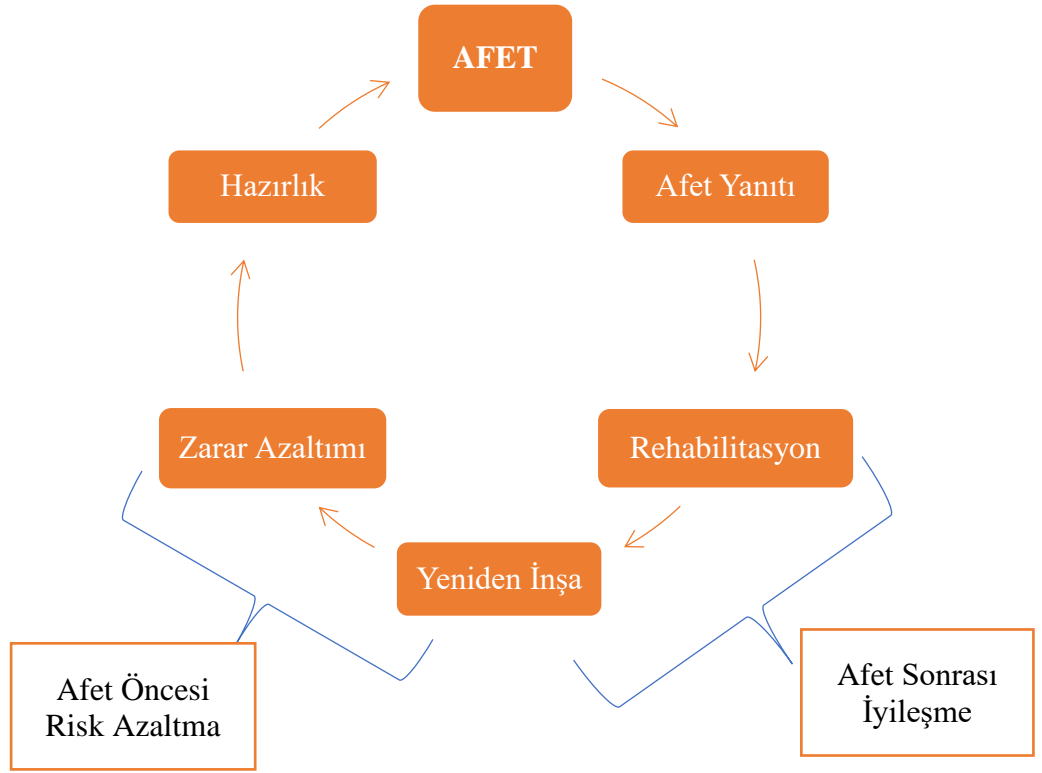 AFET
Hazırlık
Afet Yanıtı
Zarar Azaltımı
Rehabilitasyon
Yeniden İnşa
Afet Öncesi
Risk Azaltma
Afet Sonrası
İyileşme